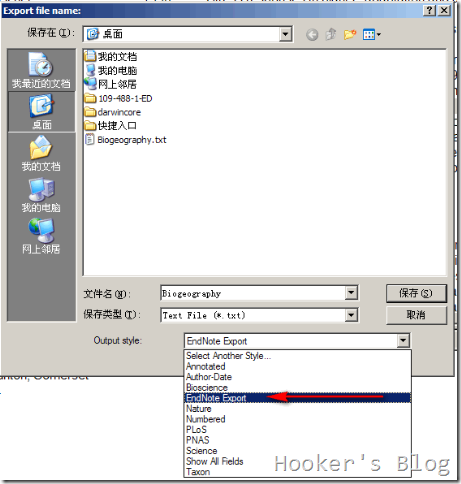 Export file name:
保存在(I):
桌面
我最近的文档
桌面
我的文档
我的电脑
网上邻居
我的文档
我的电脑
网上邻居
109-488-1-ED
darwincore
快捷入口
Biogeography.txt
文件名(N):
Biogeography
保存(S)
保存类型(T):
Text File (*.txt)
取消
Output style:
EndNote Export
Select Another Style...
Annotated
Author-Date
Bioscience
EndNote Export
Nature
Numbered
PLoS
PNAS
Science
Show All Fields
Taxon
Somerset
Hooker's Blog